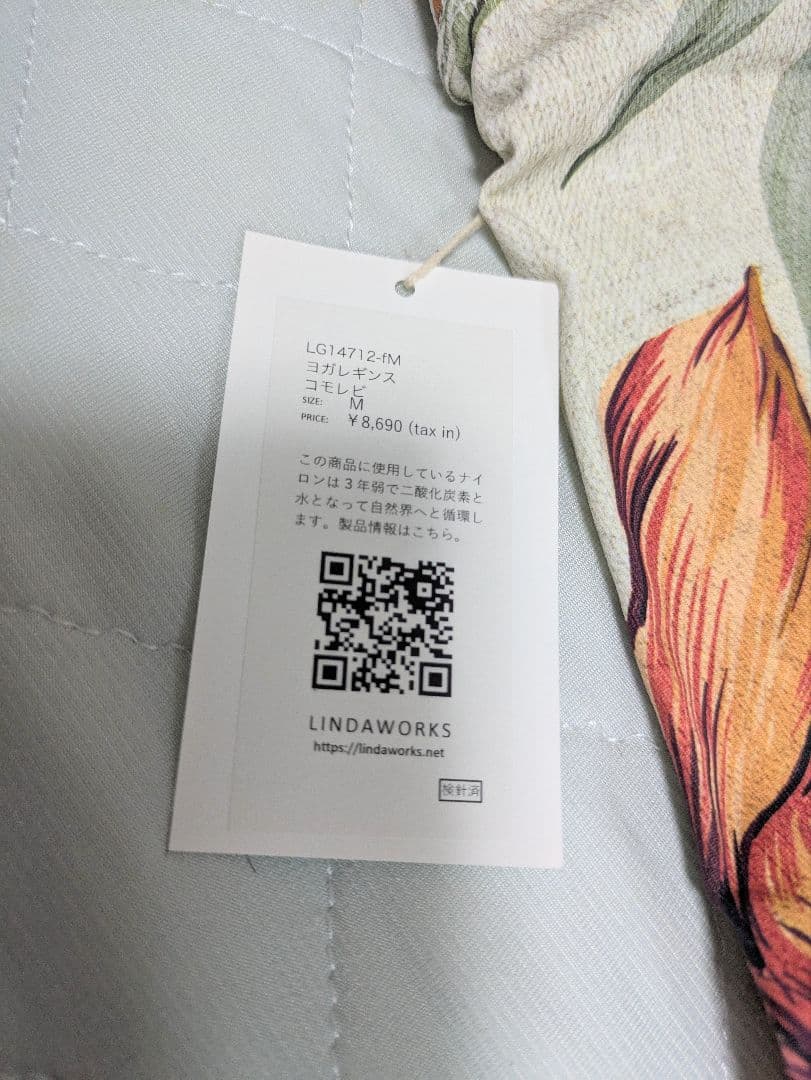 LG14712-fM
ヨガレギンス
コモレビ
SIZE: M
PRICE: ¥8,690 (tax in)
この商品に使用しているナイ
ロンは3年弱で二酸化炭素と
水となって自然界へと循環し
ます。製品情報はこちら。
LINDAWORKS
https://lindaworks.net
検針済